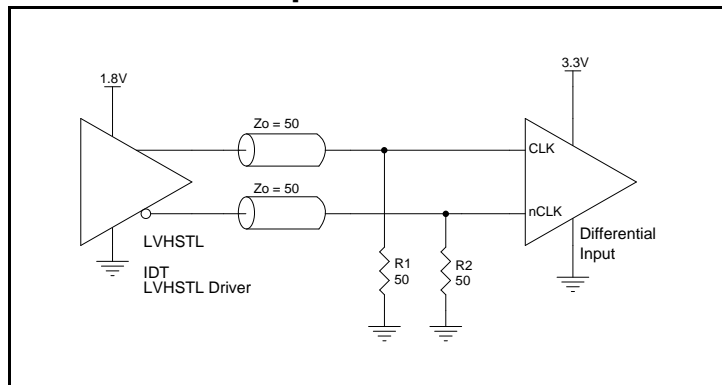 1.8V
3.3V
Zo = 50
CLK
Zo = 50
nCLK
Differential
Input
LVHSTL
IDT
LVHSTL Driver
R1
50
R2
50